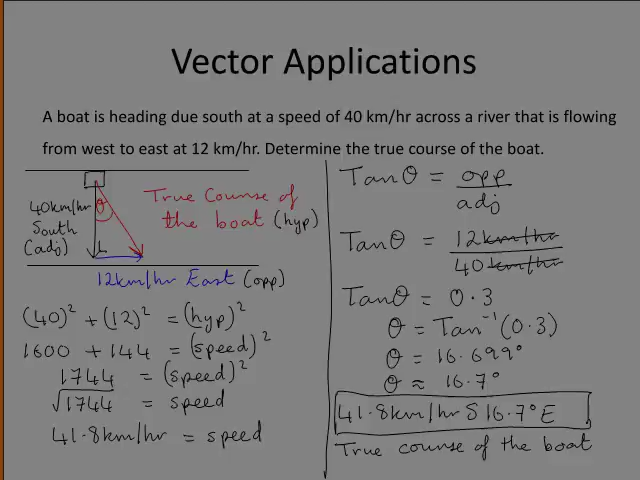 Vector Applications
A boat is heading due south at a speed of 40 km/hr across a river that is flowing
from west to east at 12 km/hr. Determine the true course of the boat.
40km/hr
South
(adj)
θ
True Course of
the boat (hyp)
12km/hr East (opp)
(40)² + (12)² = (hyp)²
1600 + 144 = (speed)²
1744 = (speed)²
√1744 = speed
41.8km/hr = speed
Tanθ = opp/adj
Tanθ = 12km/hr/40km/hr
Tanθ = 0.3
θ = Tan⁻¹(0.3)
θ = 16.699°
θ ≈ 16.7°
41.8km/hr S16.7°E
True course of the boat